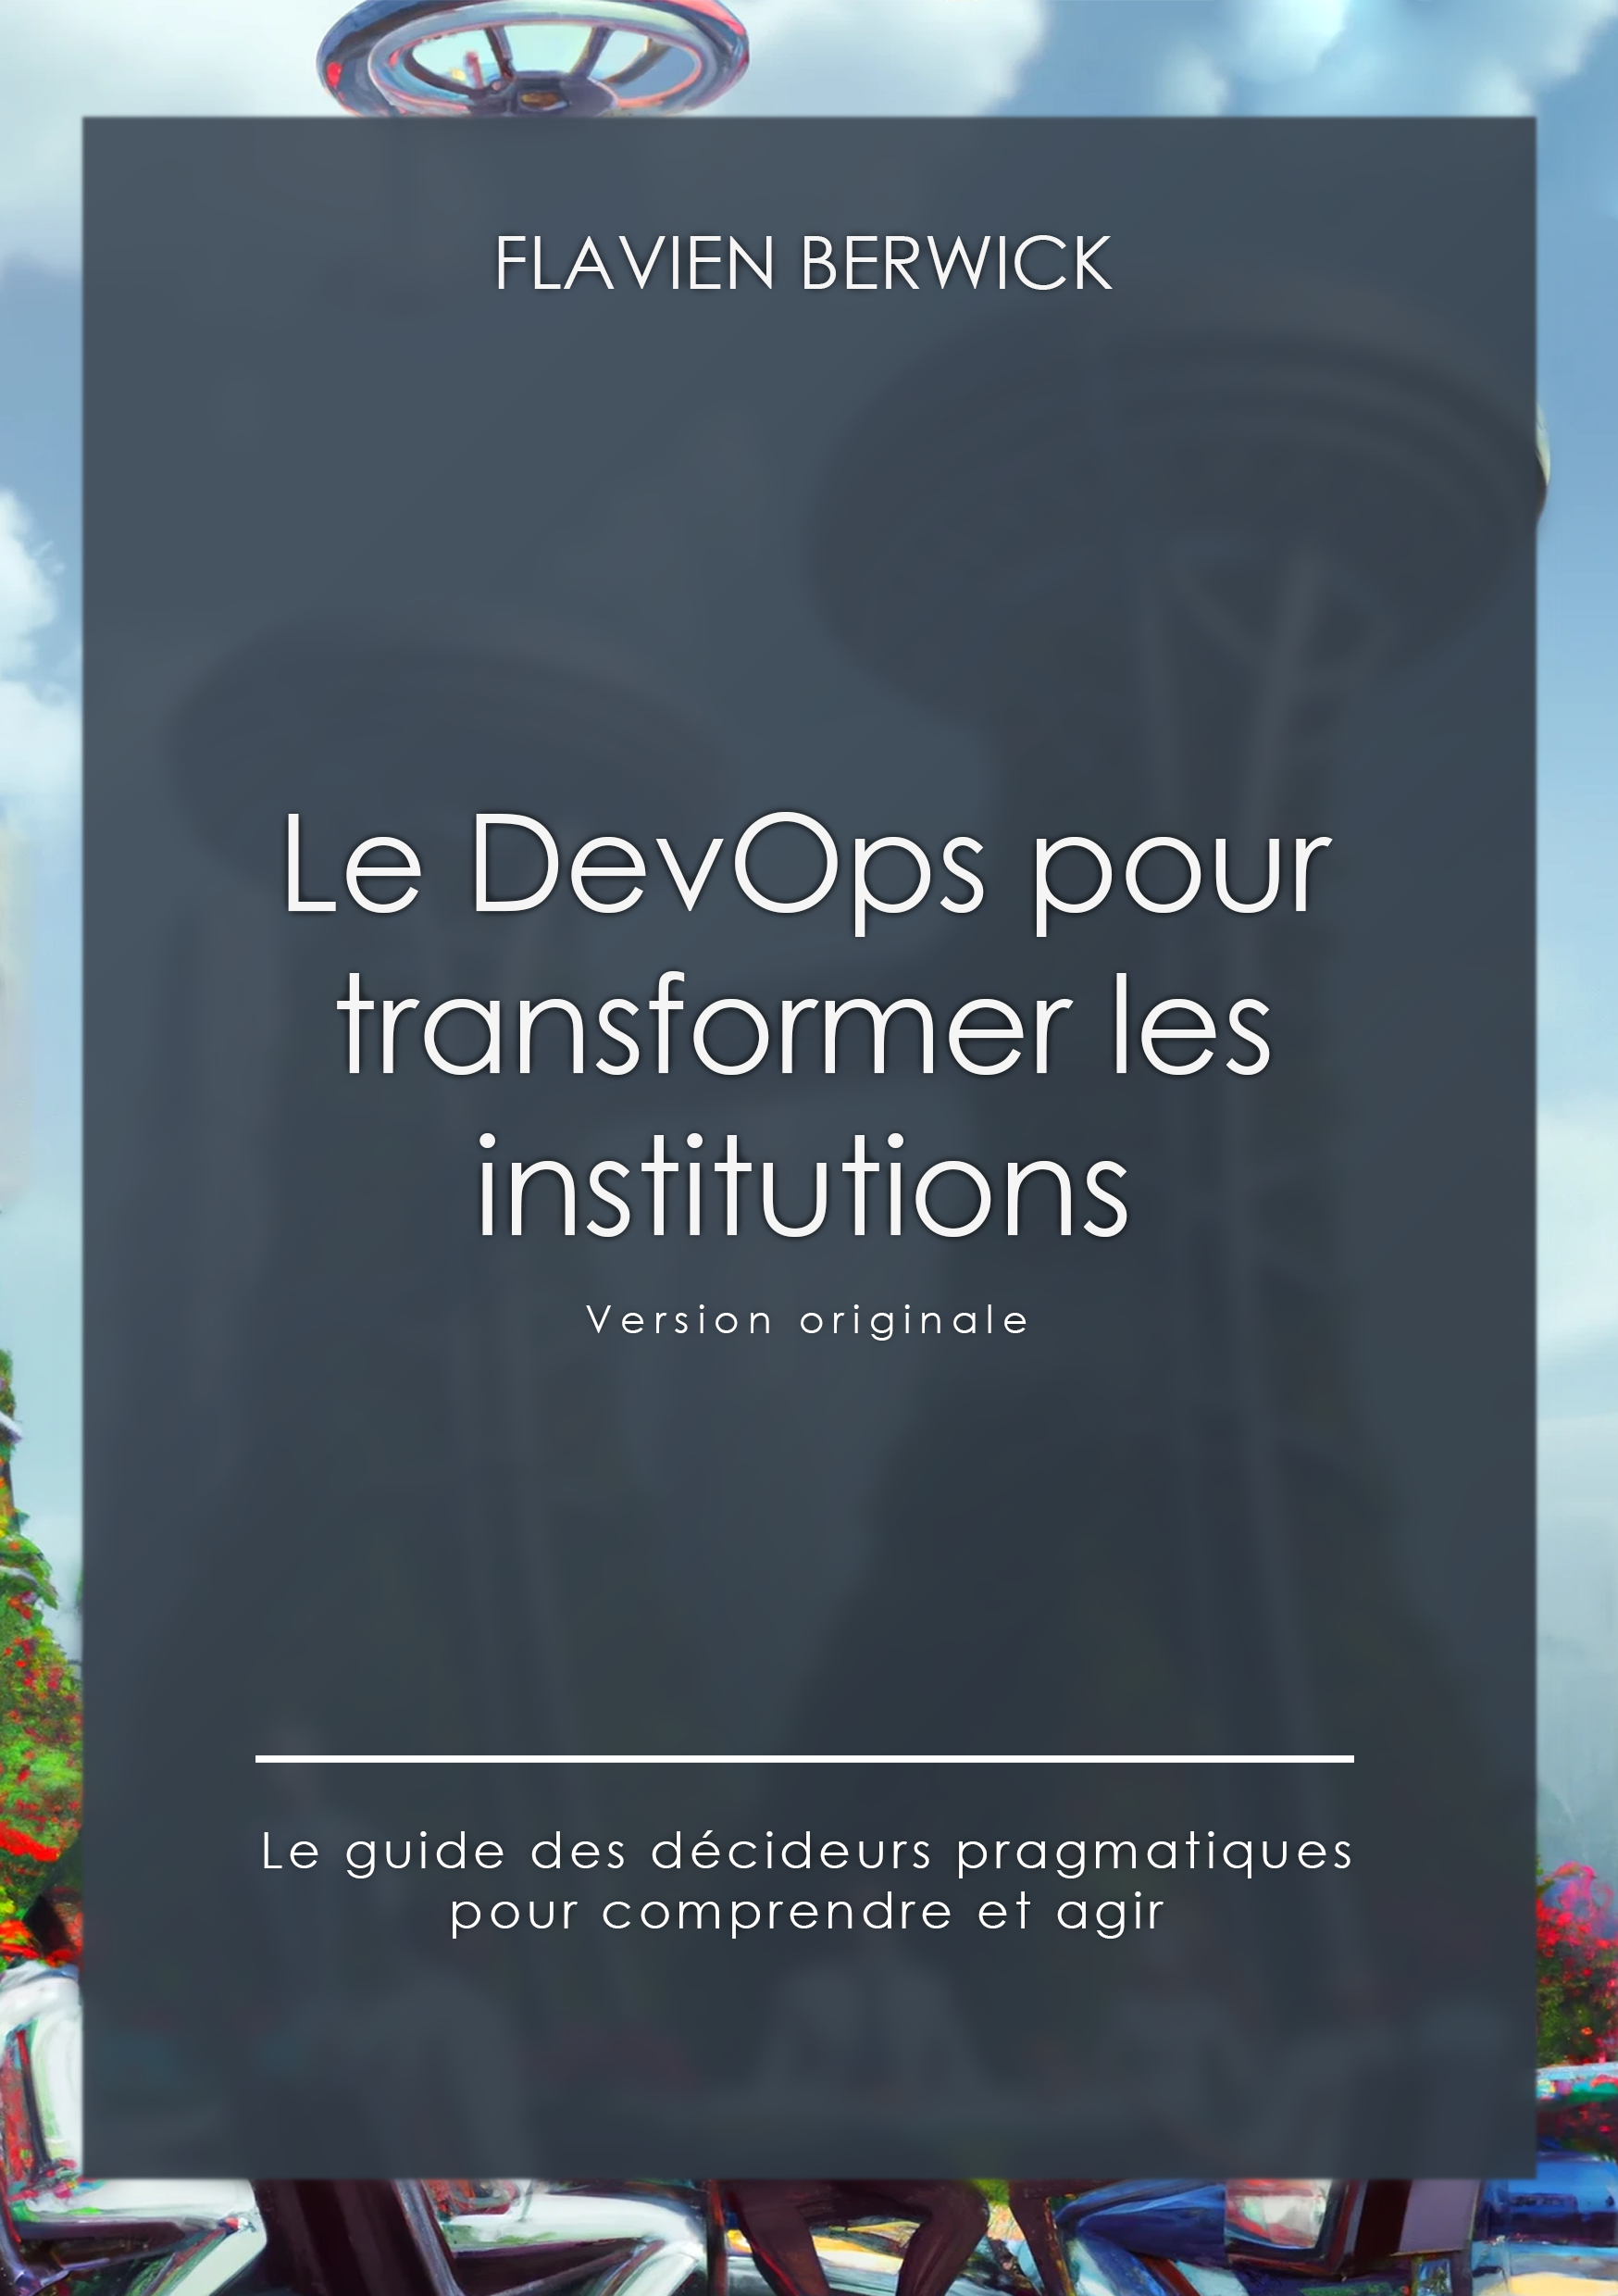 FLAVIEN BERWICK
Le DevOps pour
transformer les
institutions
Version originale
Le guide des décideurs pragmatiques
pour comprendre et agir